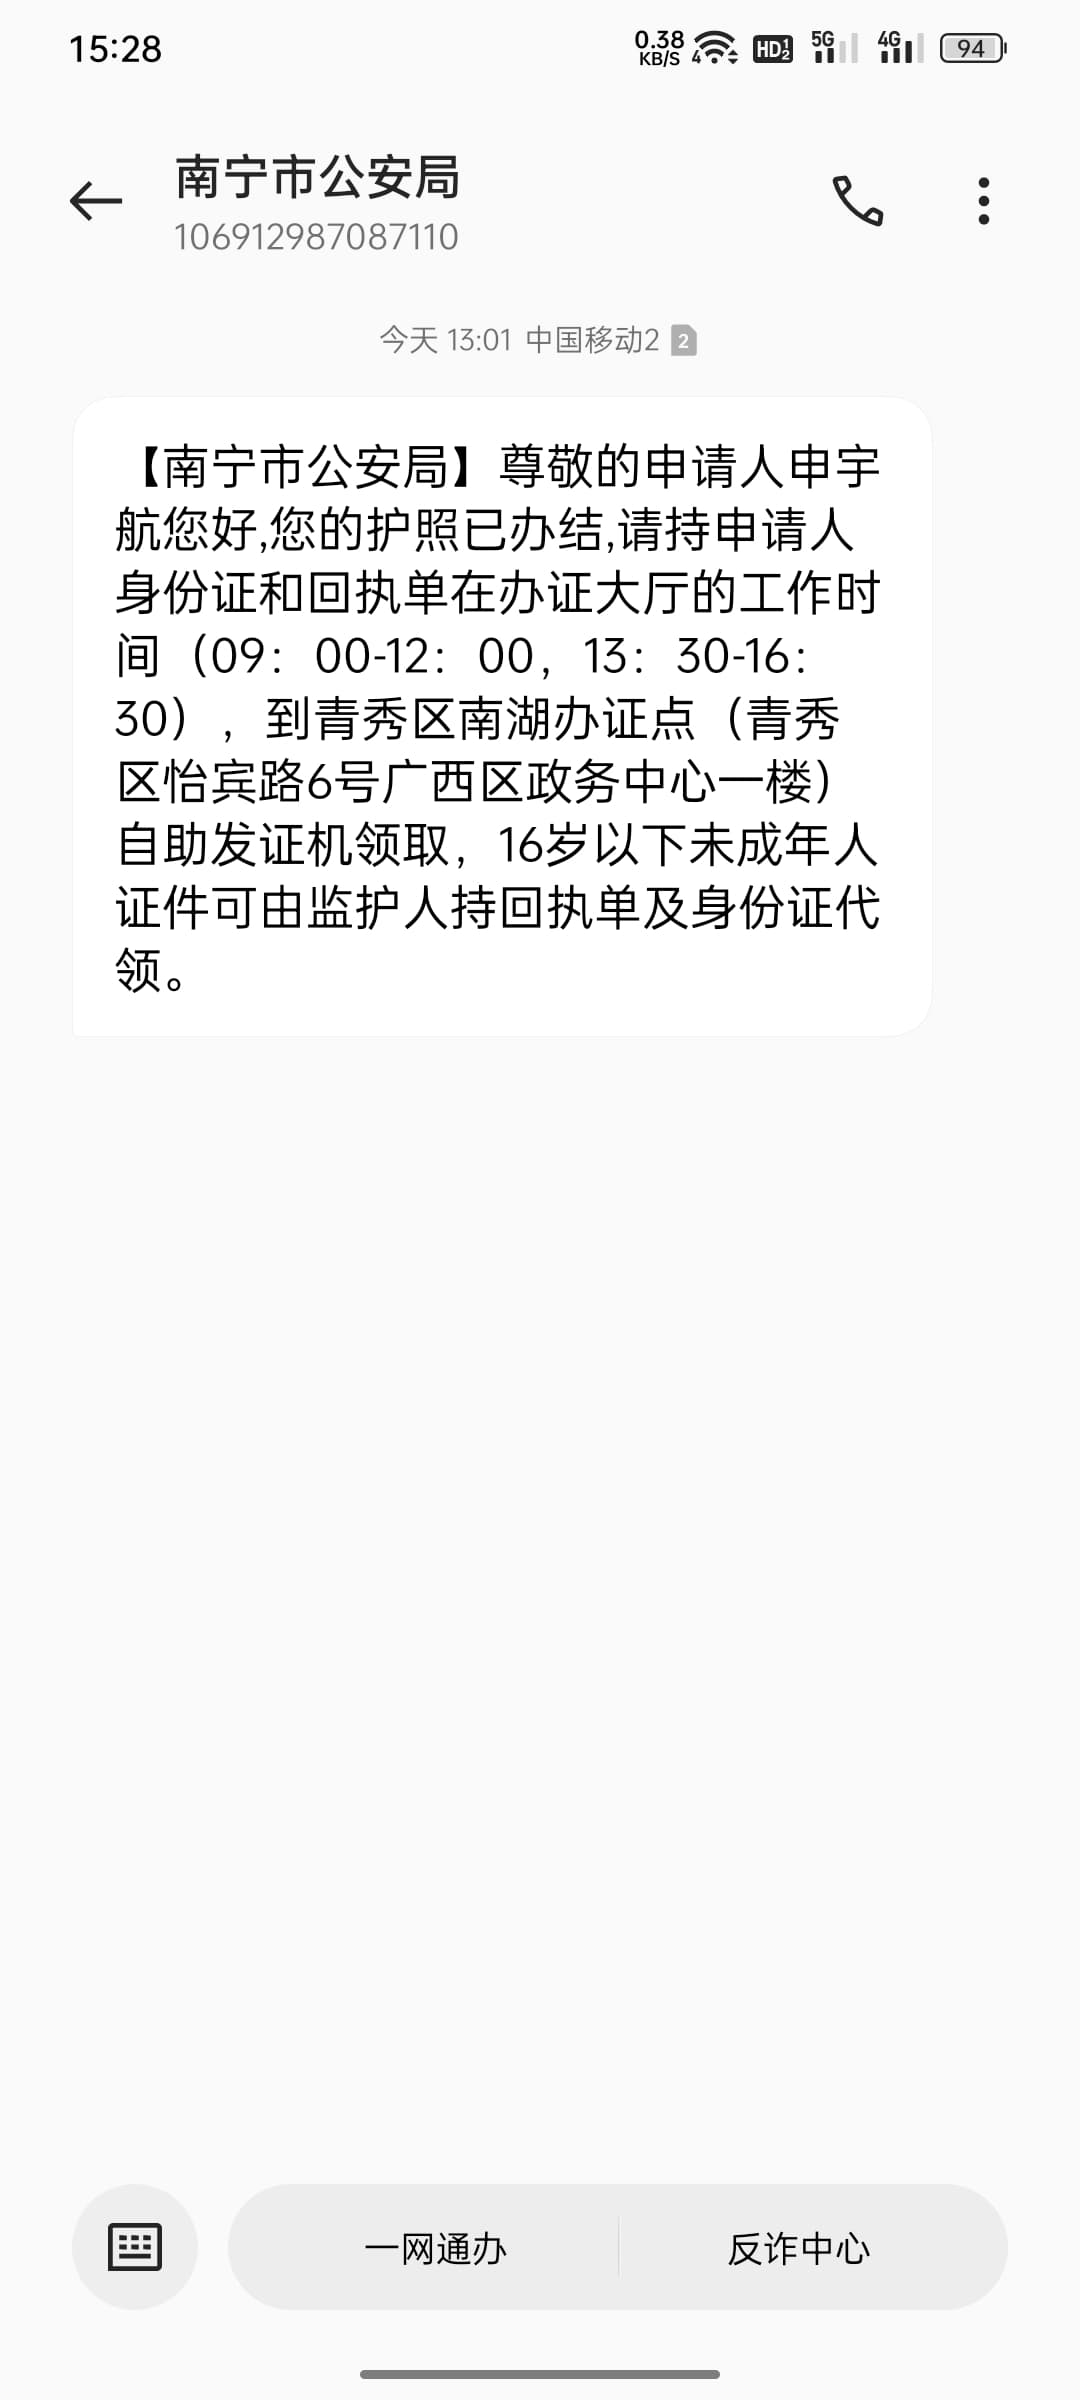 15:28
0.38 KB/S 4 HD 1 2 5G 4G 94
南宁市公安局
106912987087110
今天 13:01 中国移动2 2
【南宁市公安局】尊敬的申请人申宇
航您好,您的护照已办结,请持申请人
身份证和回执单在办证大厅的工作时
间（09：00-12：00，13：30-16：
30），到青秀区南湖办证点（青秀
区怡宾路6号广西区政务中心一楼）
自助发证机领取，16岁以下未成年人
证件可由监护人持回执单及身份证代
领。
一网通办
反诈中心